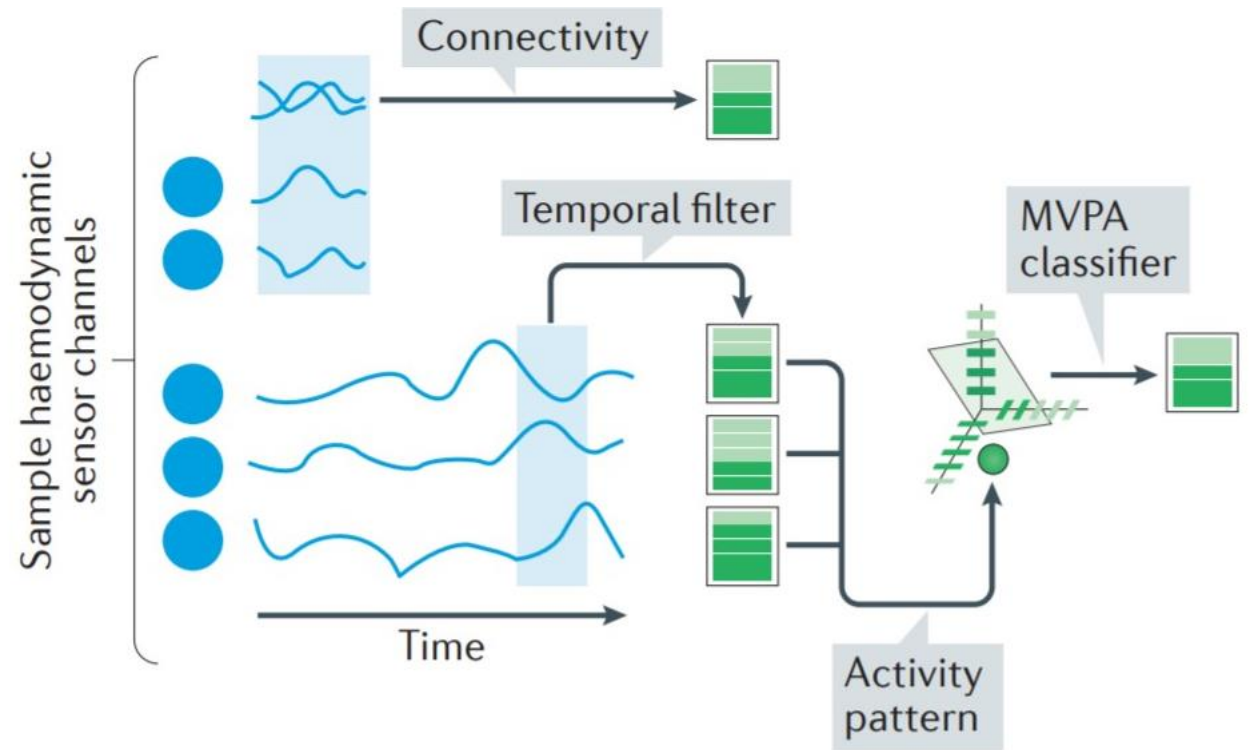 Connectivity
Sample haemodynamic
sensor channels
Temporal filter
MVPA
classifier
Time
Activity
pattern